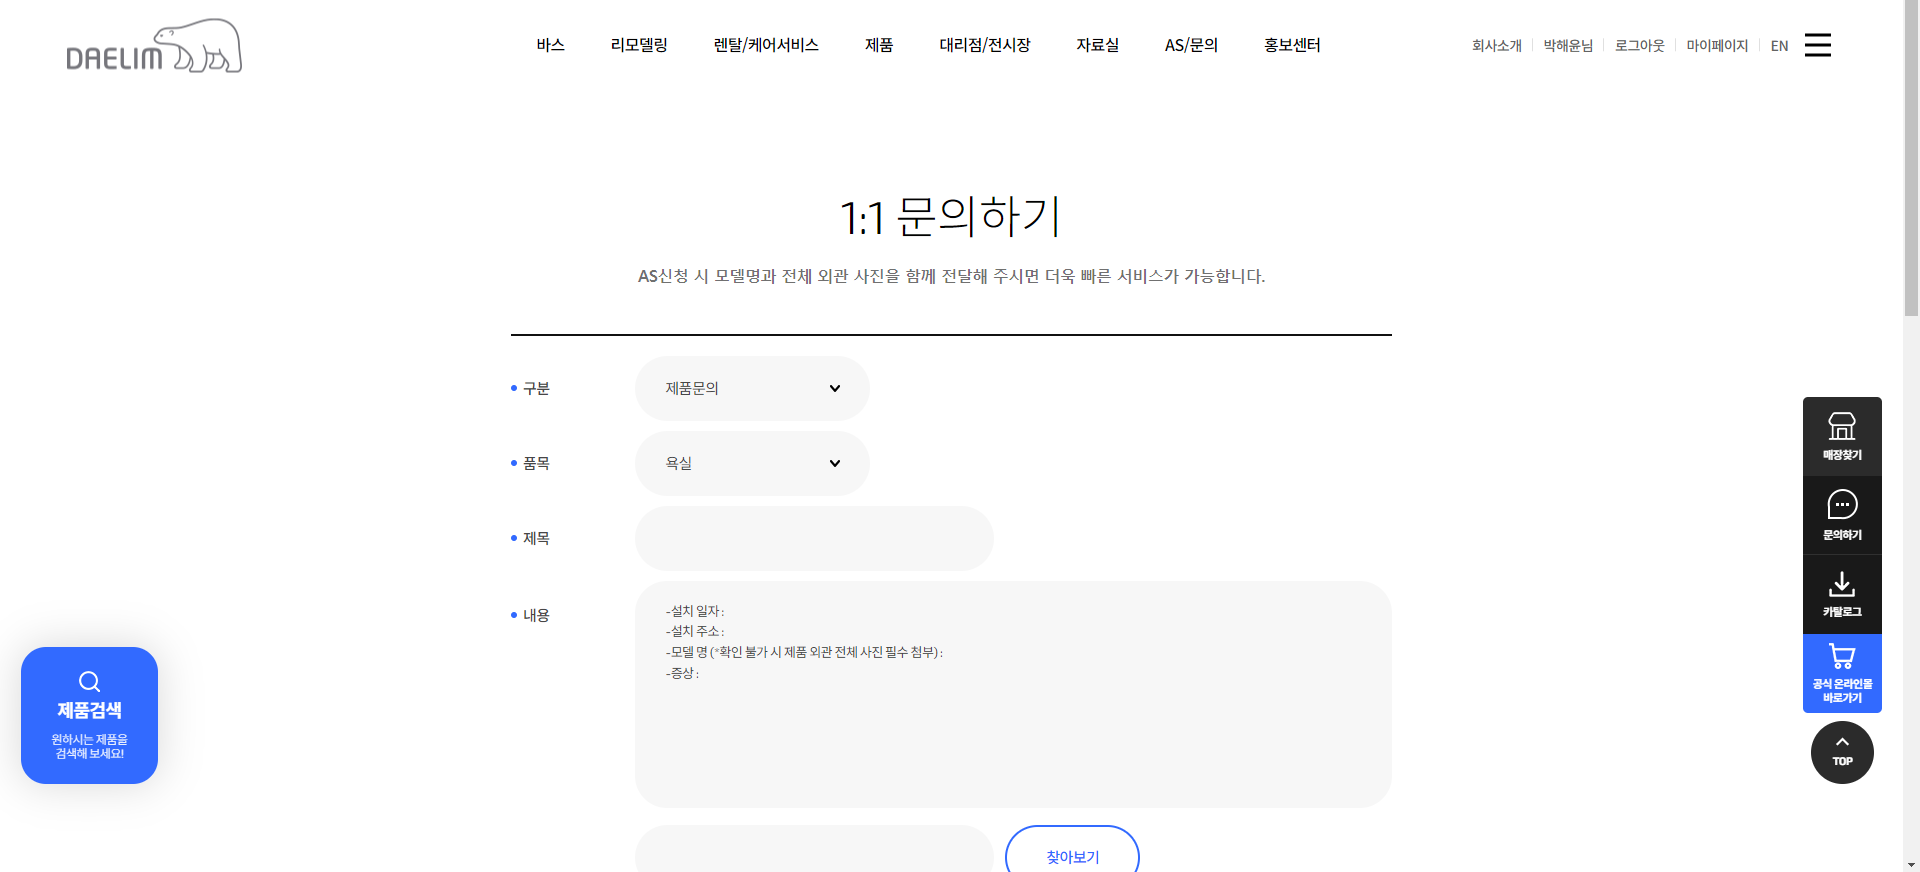 DAELIM
바스 리모델링 렌탈/케어서비스 제품 대리점/전시장 자료실 AS/문의 홍보센터
회사소개 박해윤님 로그아웃 마이페이지 EN
1:1 문의하기
AS신청 시 모델명과 전체 외관 사진을 함께 전달해 주시면 더욱 빠른 서비스가 가능합니다.
구분 제품문의
품목 욕실
제목
내용
-설치 일자 :
-설치 주소 :
-모델 명 (*확인 불가 시 제품 외관 전체 사진 필수 첨부) :
-증상 :
찾아보기
제품검색
원하시는 제품을
검색해 보세요!
매장찾기
문의하기
카탈로그
공식 온라인몰
바로가기
TOP